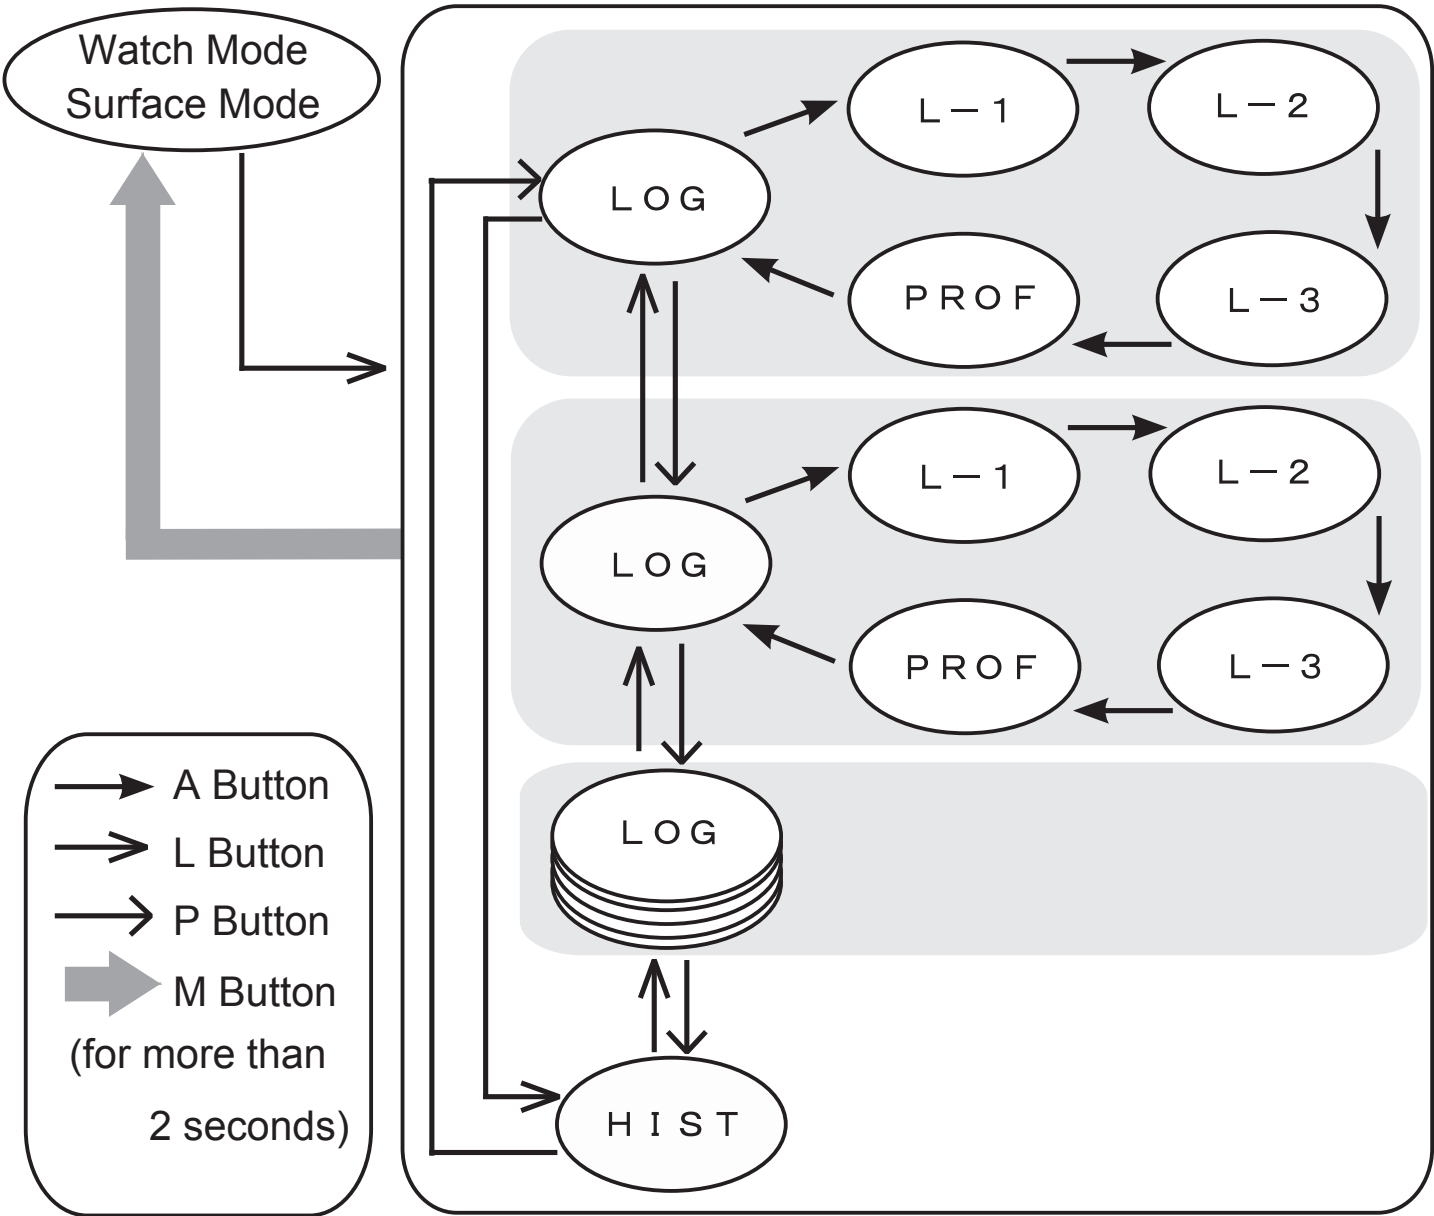 Watch Mode
Surface Mode
LOG
L-1
L-2
L-3
PROF
LOG
L-1
L-2
L-3
PROF
LOG
HIST
A Button
L Button
P Button
M Button
(for more than
2 seconds)